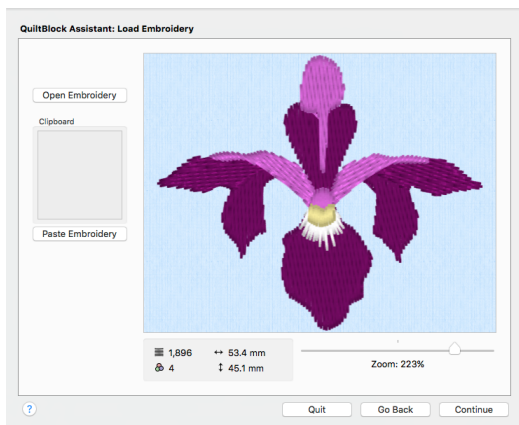 QuiltBlock Assistant: Load Embroidery
Open Embroidery
Clipboard
Paste Embroidery
1,896 ↔ 53.4 mm
4 ↕ 45.1 mm
Zoom: 223%
? Quit Go Back Continue